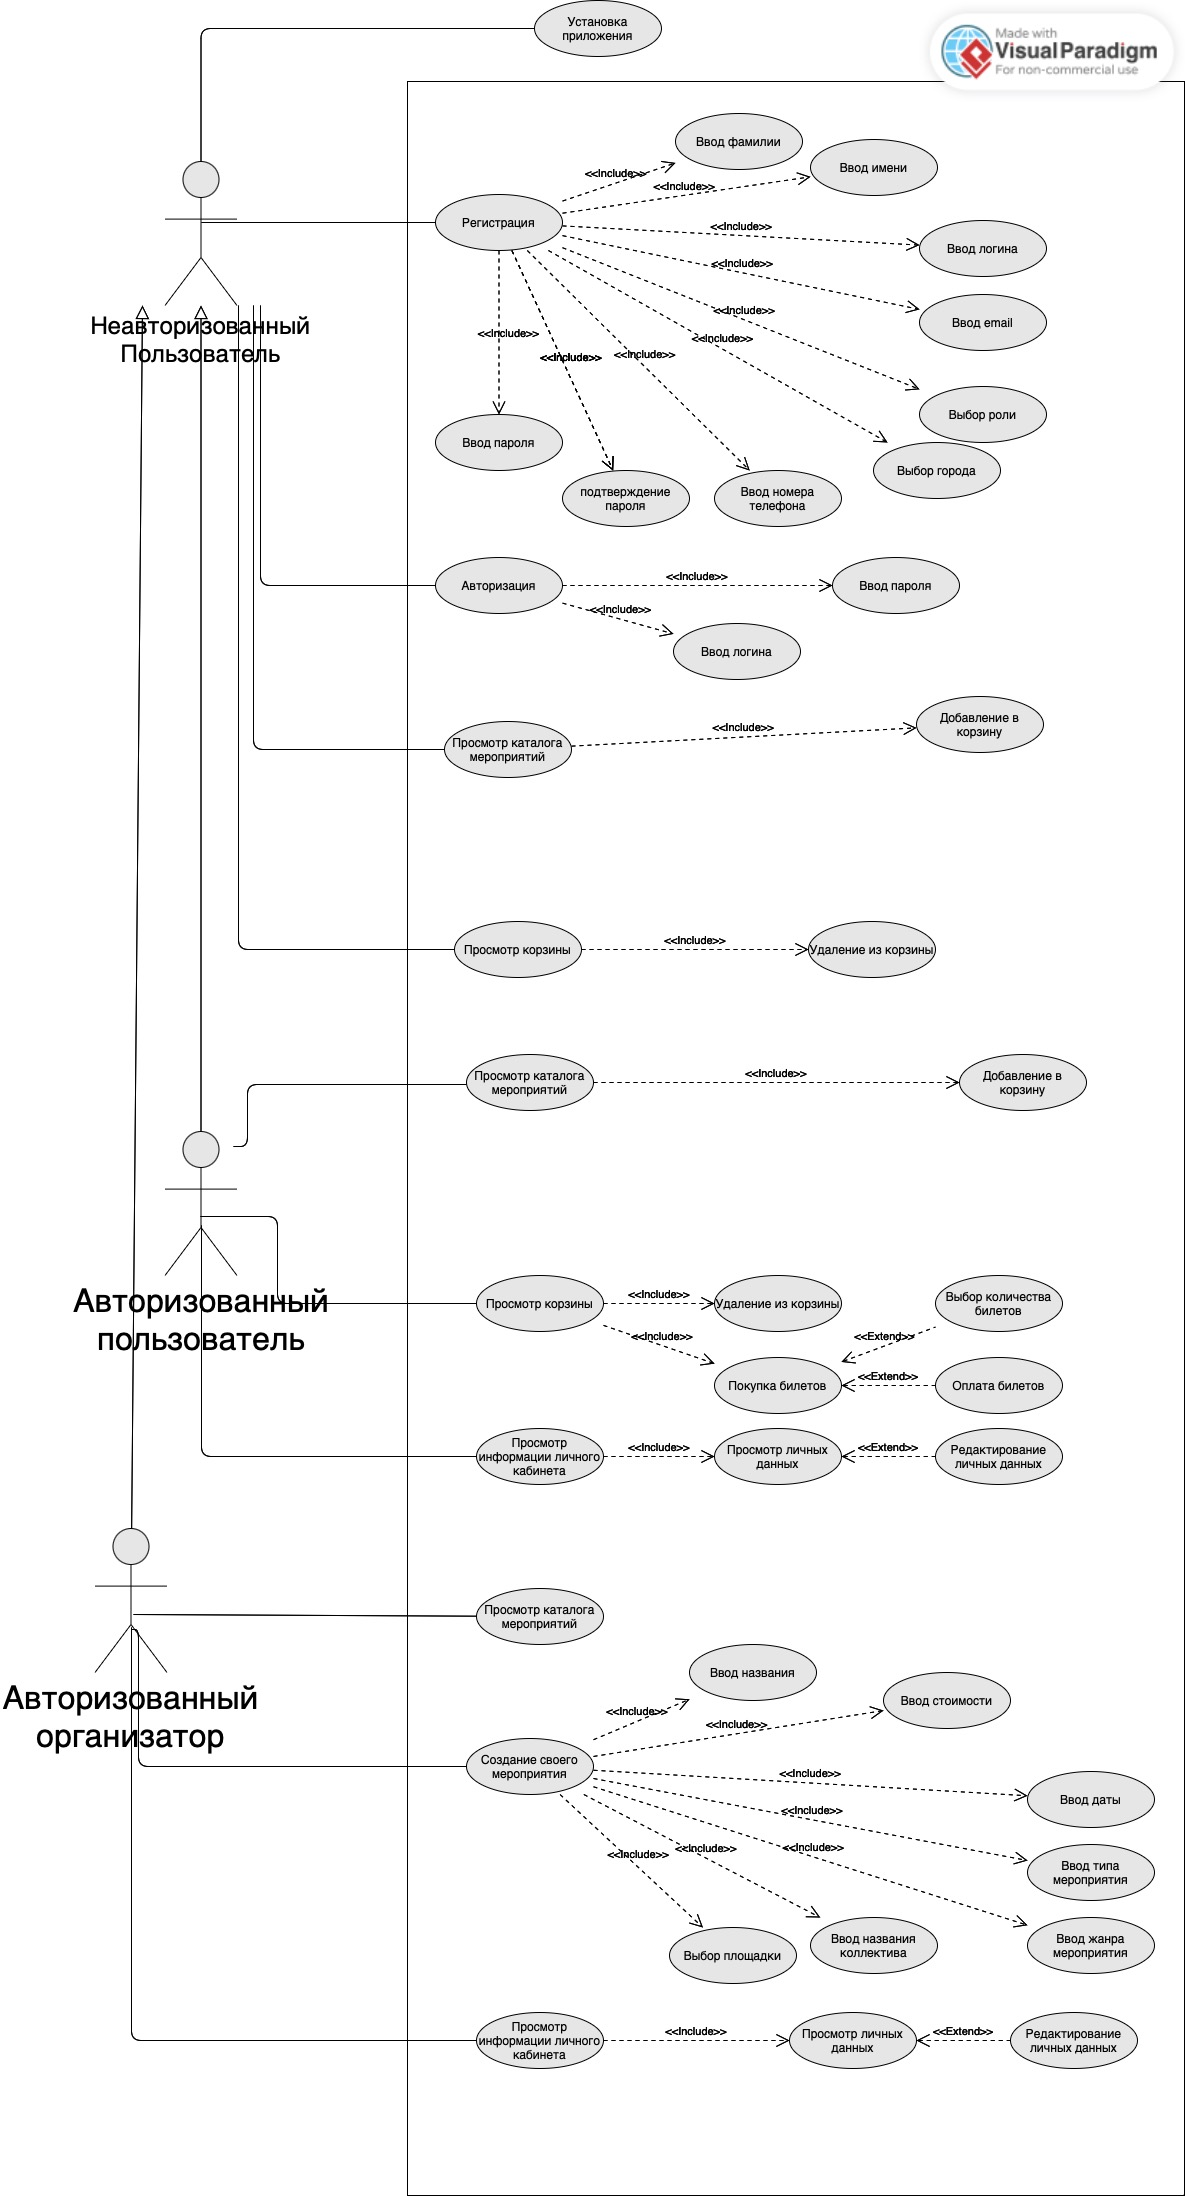 Установка
приложения
Made with
Visual Paradigm
For non-commercial use
Ввод фамилии
<<Include>>
Ввод имени
<<Include>>
Регистрация
<<Include>>
Ввод логина
<<Include>>
Ввод email
<<Include>>
Неавторизованный
Пользователь
<<Include>>
<<Include>>
<<Include>>
<<Include>>
Выбор роли
Ввод пароля
Выбор города
подтверждение
пароля
Ввод номера
телефона
Авторизация
<<Include>>
Ввод пароля
<<Include>>
Ввод логина
Просмотр каталога
мероприятий
<<Include>>
Добавление в
корзину
Просмотр корзины
<<Include>>
Удаление из корзины
Просмотр каталога
мероприятий
<<Include>>
Добавление в
корзину
Авторизованный
пользователь
Просмотр корзины
<<Include>>
Удаление из корзины
Выбор количества
билетов
<<Include>>
<<Extend>>
Покупка билетов
<<Extend>>
Оплата билетов
Просмотр
информации личного
кабинета
<<Include>>
Просмотр личных
данных
<<Extend>>
Редактирование
личных данных
Просмотр каталога
мероприятий
Авторизованный
организатор
Ввод названия
<<Include>>
Ввод стоимости
<<Include>>
Создание своего
мероприятия
<<Include>>
Ввод даты
<<Include>>
<<Include>>
<<Include>>
<<Include>>
Ввод типа
мероприятия
Выбор площадки
Ввод названия
коллектива
Ввод жанра
мероприятия
Просмотр
информации личного
кабинета
<<Include>>
Просмотр личных
данных
<<Extend>>
Редактирование
личных данных